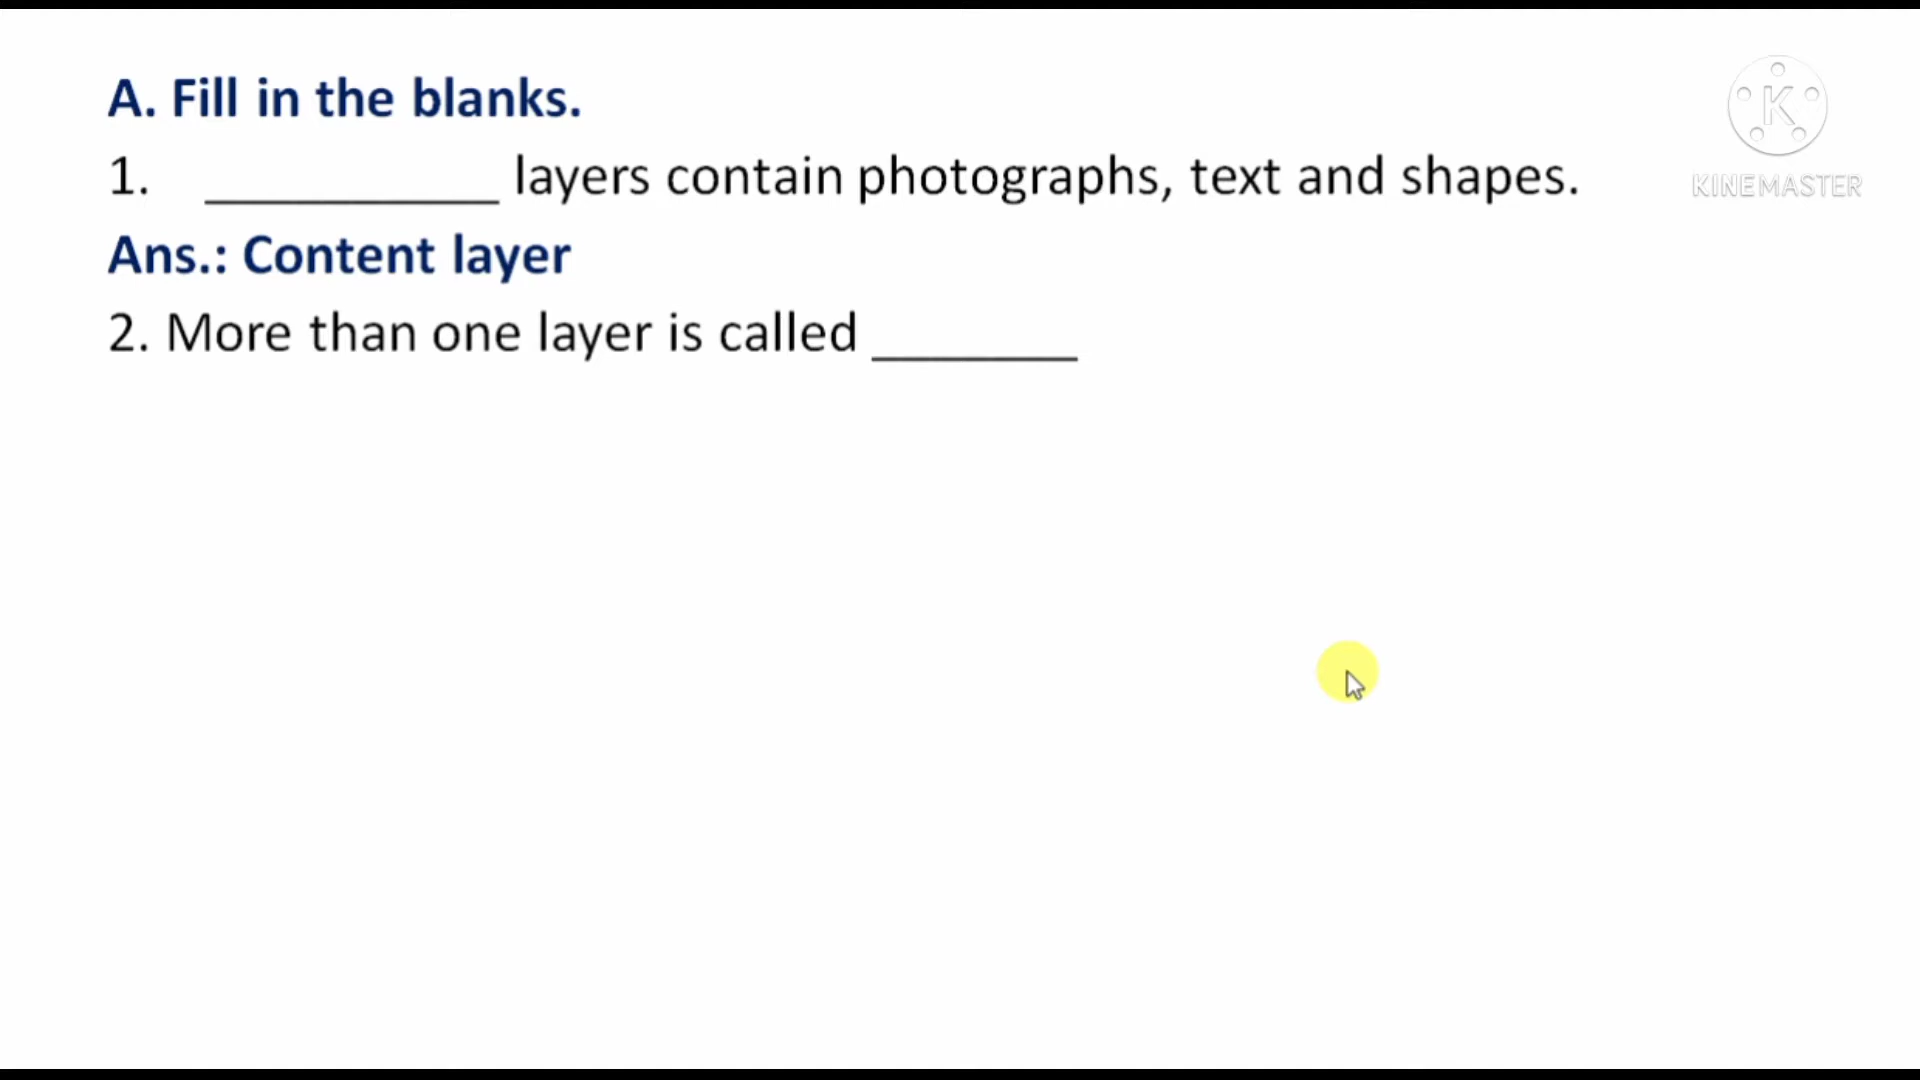 A. Fill in the blanks.
1. ___________ layers contain photographs, text and shapes.
Ans.: Content layer
2. More than one layer is called ________
K
KINEMASTER